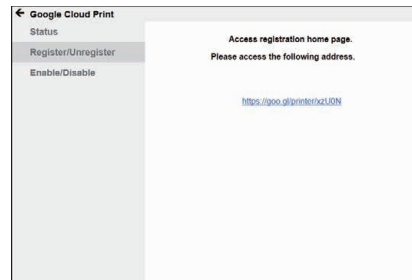 ← Google Cloud Print
Status
Register/Unregister
Enable/Disable
Access registration home page.
Please access the following address.
https://goo.gl/printer/xzU0N